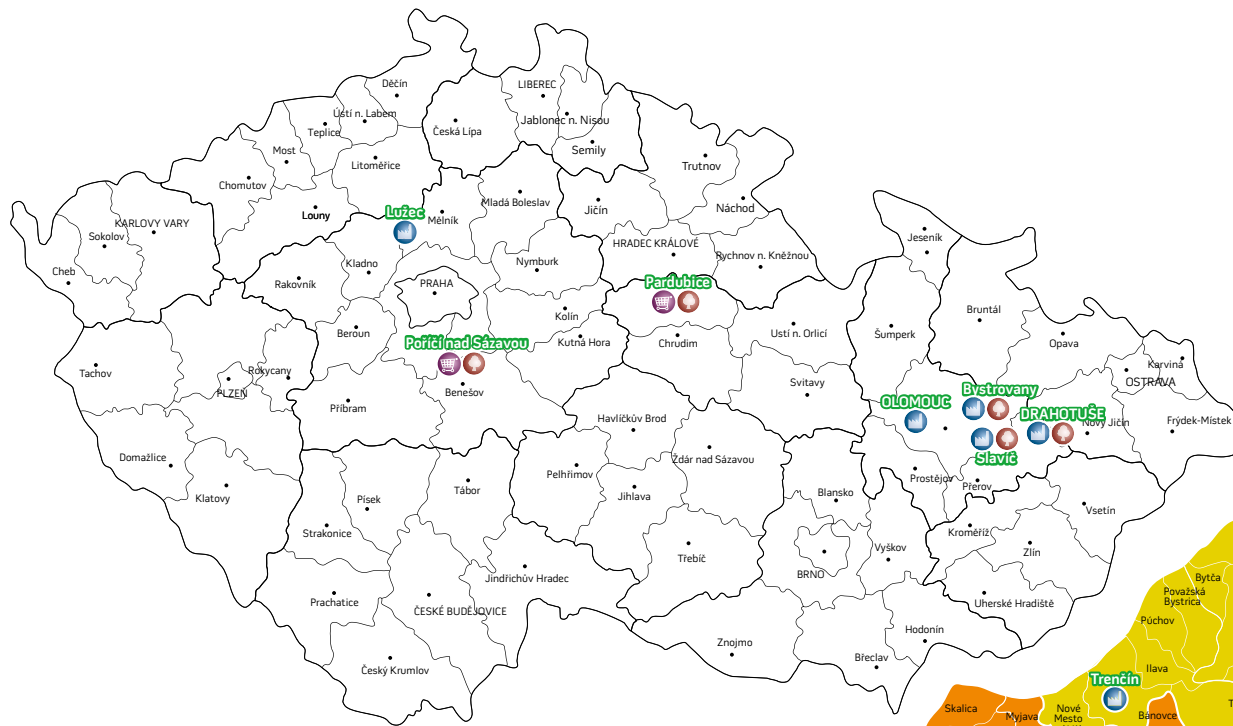 Děčín
LIBEREC
Ústí n. Labem
Teplice
Česká Lípa
Jablonec n. Nisou
Most
Semily
Litoměřice
Trutnov
Chomutov
Mladá Boleslav
Jičín
Náchod
Louny
Lužec
Mělník
KARLOVY VARY
Sokolov
Jeseník
HRADEC KRÁLOVÉ
Rychnov n. Kněžnou
Cheb
Kladno
Nymburk
Rakovník
PRAHA
Pardubice
Bruntál
Kolín
Beroun
Ústí n. Orlicí
Šumperk
Opava
Poříčí nad Sázavou
Kutná Hora
Chrudim
Karviná
Tachov
Rokycany
OSTRAVA
PLZEŇ
Benešov
Svitavy
Bystrovany
OLOMOUC
DRAHOTUŠE
Příbram
Havlíčkův Brod
Nový Jičín
Frýdek-Místek
Slavíč
Domažlice
Žďár nad Sázavou
Klatovy
Pelhřimov
Prostějov
Přerov
Písek
Tábor
Jihlava
Blansko
Vsetín
Strakonice
Kroměříž
Třebíč
Vyškov
Zlín
BRNO
Jindřichův Hradec
Prachatice
ČESKÉ BUDĚJOVICE
Uherské Hradiště
Bytča
Považská
Bystrica
Púchov
Hodonín
Znojmo
Břeclav
Český Krumlov
Ilava
Trenčín
Skalica
Myjava
Nové
Mesto
Bánovce
T